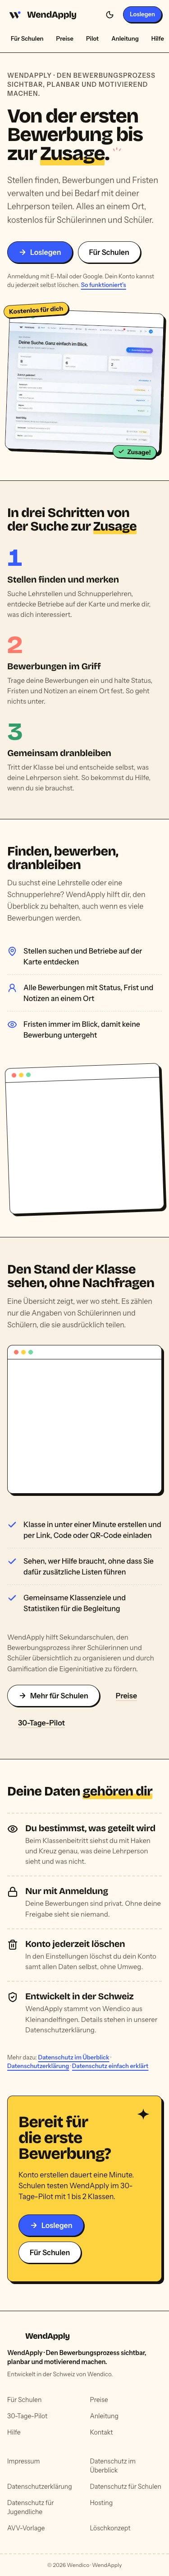 WendApply
Loslegen
Für Schulen Preise Pilot Anleitung Hilfe
WENDAPPLY · DEN BEWERBUNGSPROZESS
SICHTBAR, PLANBAR UND MOTIVIEREND
MACHEN.
Von der ersten
Bewerbung bis
zur Zusage.
Stellen finden, Bewerbungen und Fristen
verwalten und bei Bedarf mit deiner
Lehrperson teilen. Alles an einem Ort,
kostenlos für Schülerinnen und Schüler.
Loslegen
Für Schulen
Anmeldung mit E-Mail oder Google. Dein Konto kannst
du jederzeit selbst löschen. So funktioniert's
Kostenlos für dich
Deine Suche. Ganz in deinem Blick.
Zusage!
In drei Schritten von
der Suche zur Zusage
1
Stellen finden und merken
Suche Lehrstellen und Schnupperlehren,
entdecke Betriebe auf der Karte und merke dir,
was dich interessiert.
2
Bewerbungen im Griff
Trage deine Bewerbungen ein und halte Status,
Fristen und Notizen an einem Ort fest. So geht
nichts unter.
3
Gemeinsam dranbleiben
Tritt der Klasse bei und entscheide selbst, was
deine Lehrperson sieht. So bekommst du Hilfe,
wenn du sie brauchst.
Finden, bewerben,
dranbleiben
Du suchst eine Lehrstelle oder eine
Schnupperlehre? WendApply hilft dir, den
Überblick zu behalten, auch wenn es viele
Bewerbungen werden.
Stellen suchen und Betriebe auf der
Karte entdecken
Alle Bewerbungen mit Status, Frist und
Notizen an einem Ort
Fristen immer im Blick, damit keine
Bewerbung untergeht
Den Stand der Klasse
sehen, ohne Nachfragen
Eine Übersicht zeigt, wer wo steht. Es zählen
nur die Angaben von Schülerinnen und
Schülern, die sie ausdrücklich teilen.
Klasse in unter einer Minute erstellen und
per Link, Code oder QR-Code einladen
Sehen, wer Hilfe braucht, ohne dass Sie
dafür zusätzliche Listen führen
Gemeinsame Klassenziele und
Statistiken für die Begleitung
WendApply hilft Sekundarschulen, den
Bewerbungsprozess ihrer Schülerinnen und
Schüler übersichtlich zu organisieren und durch
Gamification die Eigeninitiative zu fördern.
Mehr für Schulen
Preise
30-Tage-Pilot
Deine Daten gehören dir
Du bestimmst, was geteilt wird
Beim Klassenbeitritt siehst du mit Haken
und Kreuz genau, was deine Lehrperson
sieht und was nicht.
Nur mit Anmeldung
Deine Bewerbungen sind privat. Ohne deine
Freigabe sieht sie niemand.
Konto jederzeit löschen
In den Einstellungen löschst du dein Konto
samt allen Daten selbst, ohne Umweg.
Entwickelt in der Schweiz
WendApply stammt von Wendico aus
Kleinandelfingen. Details stehen in unserer
Datenschutzerklärung.
Mehr dazu: Datenschutz im Überblick ·
Datenschutzerklärung · Datenschutz einfach erklärt
Bereit für
die erste
Bewerbung?
Konto erstellen dauert eine Minute.
Schulen testen WendApply im 30-
Tage-Pilot mit 1 bis 2 Klassen.
Loslegen
Für Schulen
WendApply
WendApply · Den Bewerbungsprozess sichtbar,
planbar und motivierend machen.
Entwickelt in der Schweiz von Wendico.
Für Schulen
Preise
30-Tage-Pilot
Anleitung
Hilfe
Kontakt
Impressum
Datenschutz im
Überblick
Datenschutzerklärung
Datenschutz für Schulen
Datenschutz für
Jugendliche
Hosting
AVV-Vorlage
Löschkonzept
© 2026 Wendico · WendApply